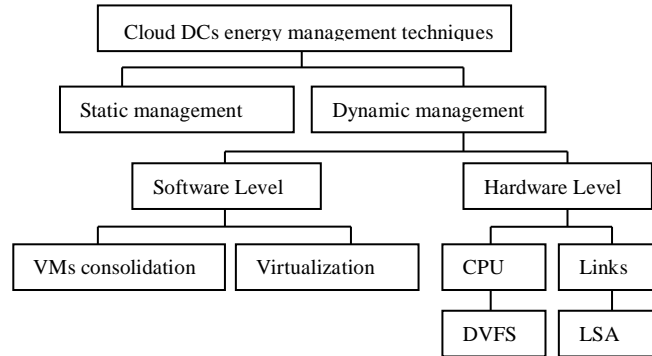 Cloud DCs energy management techniques
Static management
Dynamic management
Software Level
Hardware Level
VMs consolidation
Virtualization
CPU
Links
DVFS
LSA